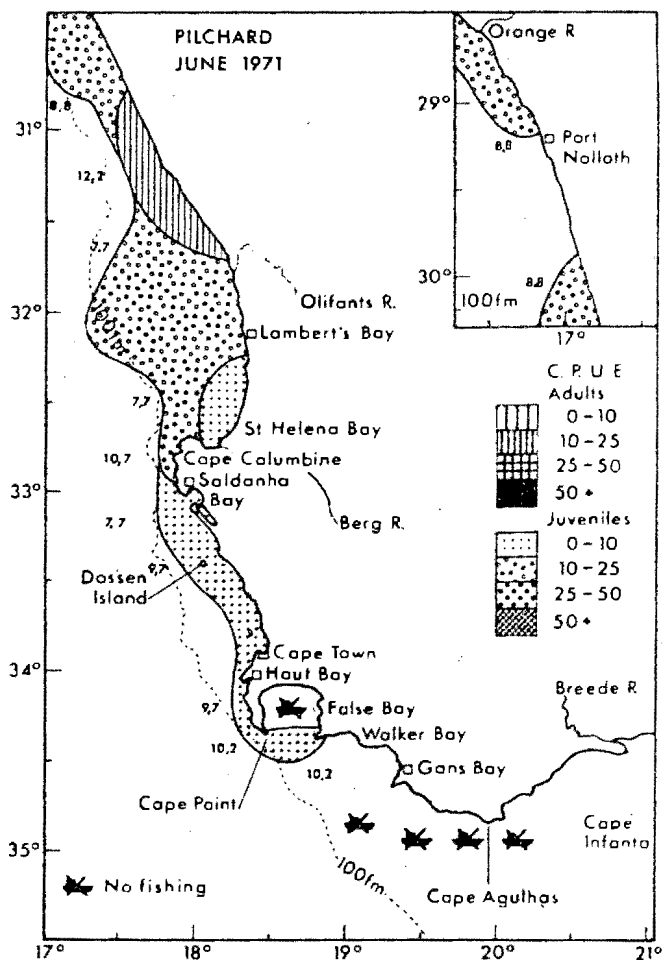 PILCHARD
JUNE 1971
Orange R
29°
Port
Nolloth
8,8
30°
8,8
100fm
17°
8,8
31°
12,2
7,7
Olifants R.
32°
Lambert's Bay
7,7
St Helena Bay
10,7
Cape Columbine
Saldanha
Bay
33°
7,7
Berg R.
9,7
Dassen
Island
C. P. U E
Adults
0-10
10-25
25-50
50+
Juveniles
0-10
10-25
25-50
50+
Cape Town
34°
Haut Bay
Breede R
9,7
False Bay
Walker Bay
10,2
10,2
Gans Bay
Cape Point
35°
Cape
Infanta
100fm.
No fishing
Cape Agulhas
17°
18°
19°
20°
21°